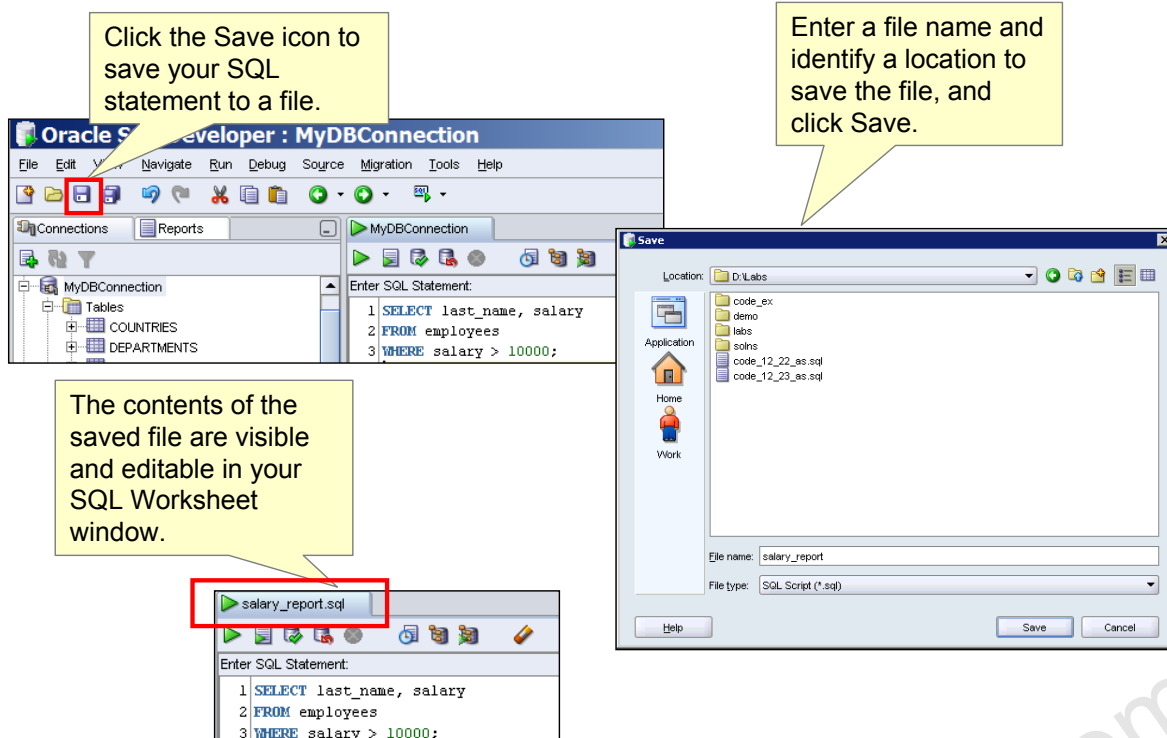 Click the Save icon to
save your SQL
statement to a file.
Enter a file name and
identify a location to
save the file, and
click Save.
Oracle S Developer : MyDBConnection
File Edit View Navigate Run Debug Source Migration Tools Help
Connections Reports
MyDBConnection
MyDBConnection
Tables
COUNTRIES
DEPARTMENTS
Enter SQL Statement:
1 SELECT last_name, salary
2 FROM employees
3 WHERE salary > 10000;
Save
Location: D:\Labs
Application
Home
Work
code_ex
demo
labs
solns
code_12_22_as.sql
code_12_23_as.sql
File name: salary_report
File type: SQL Script (*.sql)
Help Save Cancel
The contents of the
saved file are visible
and editable in your
SQL Worksheet
window.
salary_report.sql
Enter SQL Statement:
1 SELECT last_name, salary
2 FROM employees
3 WHERE salary > 10000;